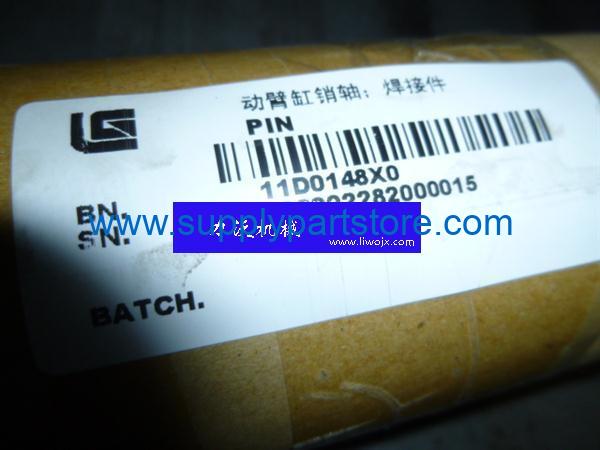 动臂缸销轴；焊接件
PIN
11D0148X0
2282000015
BN.
SN.
www.supplypartstore.com
www.liwojx.com
BATCH.